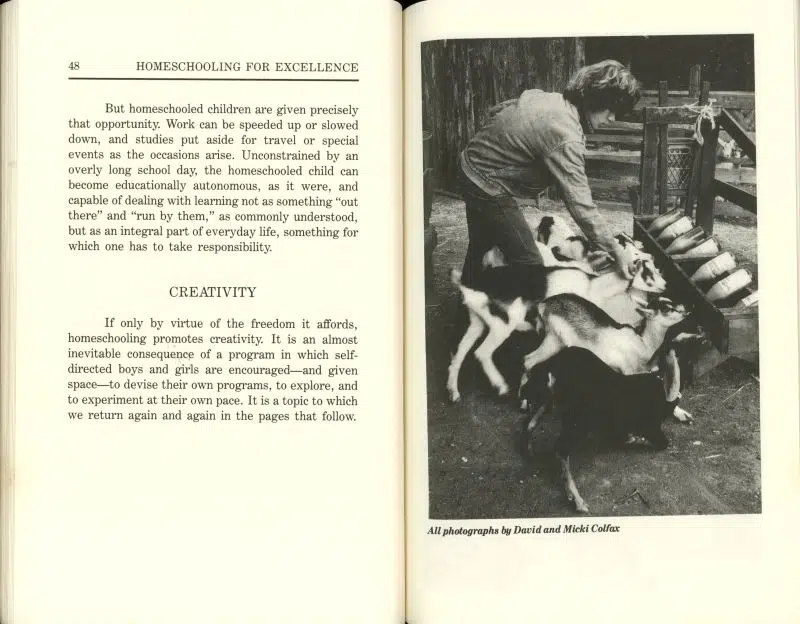 48 HOMESCHOOLING FOR EXCELLENCE
But homeschooled children are given precisely
that opportunity. Work can be speeded up or slowed
down, and studies put aside for travel or special
events as the occasions arise. Unconstrained by an
overly long school day, the homeschooled child can
become educationally autonomous, as it were, and
capable of dealing with learning not as something “out
there” and “run by them,” as commonly understood,
but as an integral part of everyday life, something for
which one has to take responsibility.
CREATIVITY
If only by virtue of the freedom it affords,
homeschooling promotes creativity. It is an almost
inevitable consequence of a program in which self-
directed boys and girls are encouraged—and given
space—to devise their own programs, to explore, and
to experiment at their own pace. It is a topic to which
we return again and again in the pages that follow.
All photographs by David and Micki Colfax